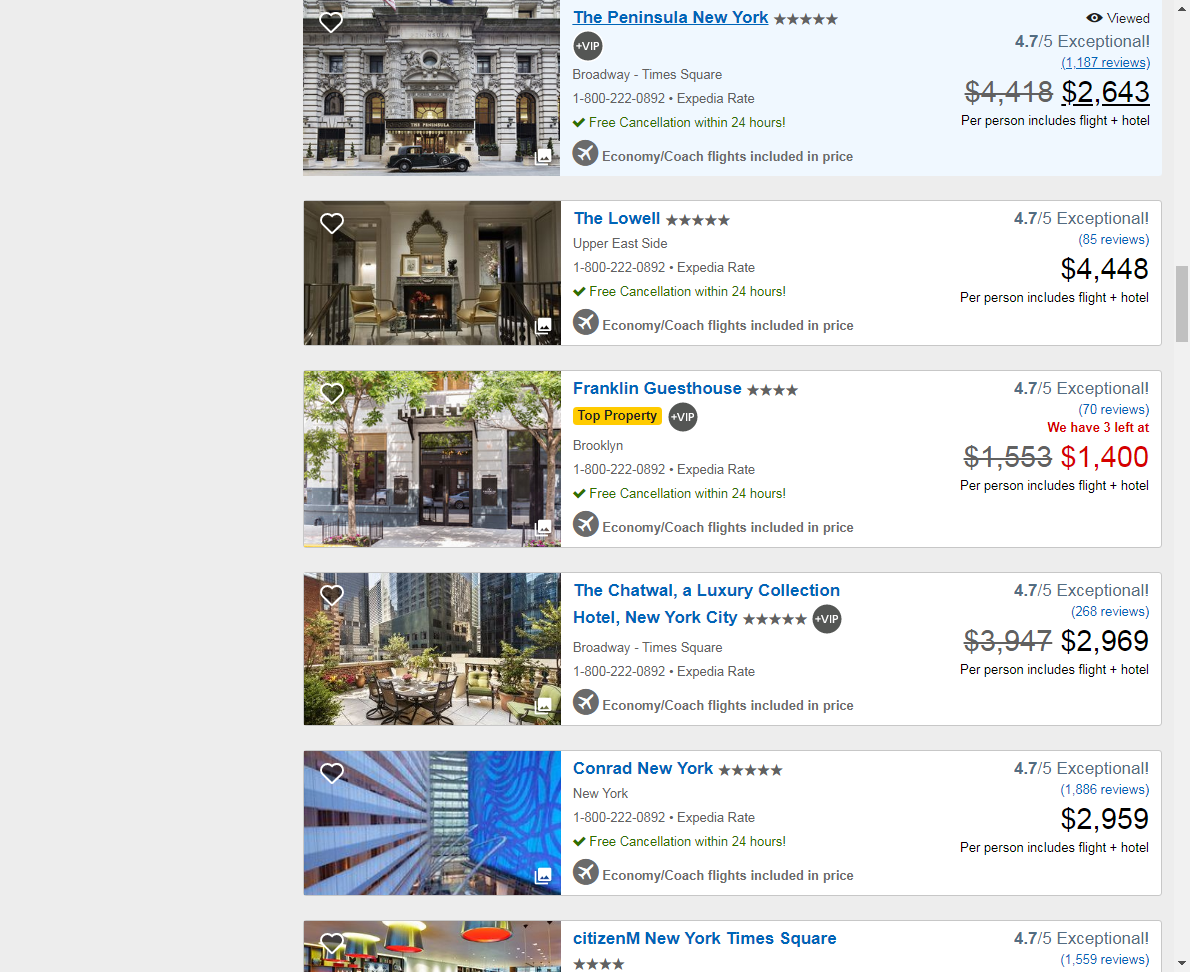 The Peninsula New York ★★★★★
Viewed
+VIP
4.7/5 Exceptional!
(1,187 reviews)
Broadway - Times Square
$4,418 $2,643
1-800-222-0892 • Expedia Rate
Per person includes flight + hotel
Free Cancellation within 24 hours!
Economy/Coach flights included in price
THE PENINSULA
The Lowell ★★★★★
4.7/5 Exceptional!
Upper East Side
(85 reviews)
1-800-222-0892 • Expedia Rate
$4,448
Free Cancellation within 24 hours!
Per person includes flight + hotel
Economy/Coach flights included in price
HOTEL
Franklin Guesthouse ★★★★
4.7/5 Exceptional!
Top Property +VIP
(70 reviews)
We have 3 left at
Brooklyn
$1,553 $1,400
1-800-222-0892 • Expedia Rate
Per person includes flight + hotel
Free Cancellation within 24 hours!
Economy/Coach flights included in price
The Chatwal, a Luxury Collection
Hotel, New York City ★★★★★ +VIP
4.7/5 Exceptional!
(268 reviews)
Broadway - Times Square
$3,947 $2,969
1-800-222-0892 • Expedia Rate
Per person includes flight + hotel
Economy/Coach flights included in price
Conrad New York ★★★★★
4.7/5 Exceptional!
New York
(1,886 reviews)
1-800-222-0892 • Expedia Rate
$2,959
Free Cancellation within 24 hours!
Per person includes flight + hotel
Economy/Coach flights included in price
citizenM New York Times Square
★★★★
4.7/5 Exceptional!
(1,559 reviews)